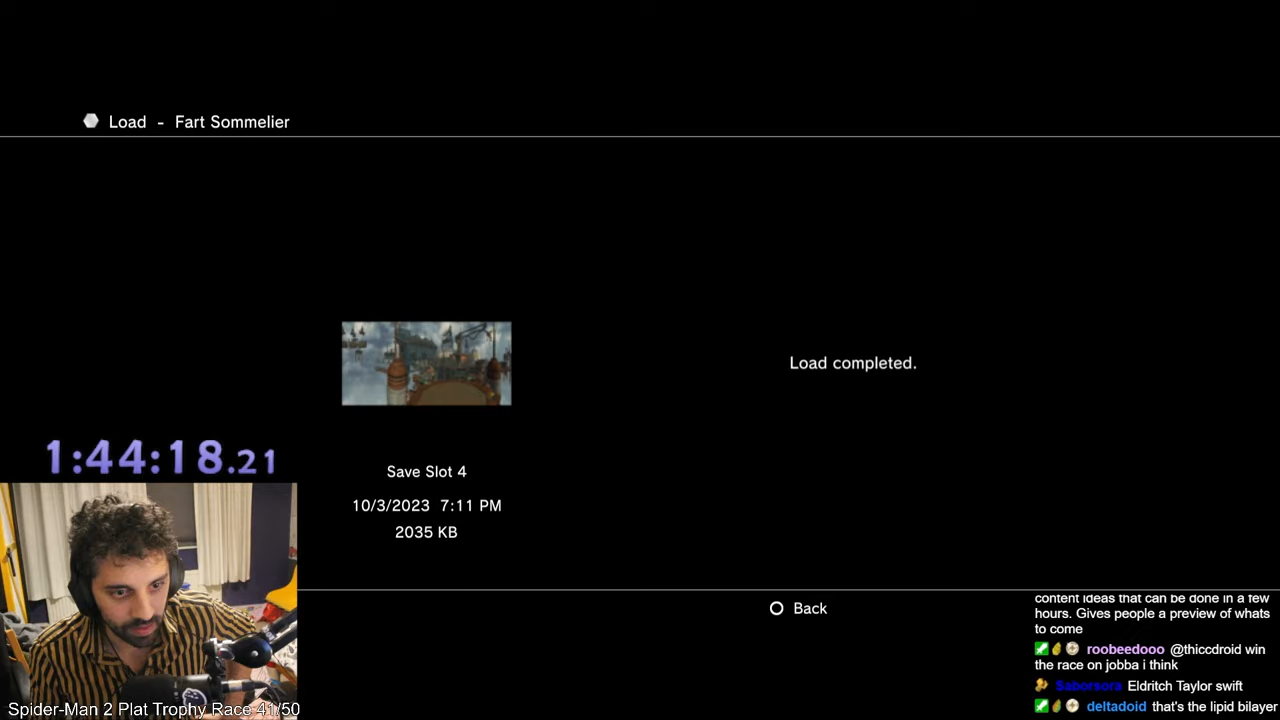 Load - Fart Sommelier
Load completed.
1:44:18.21
Save Slot 4
10/3/2023 7:11 PM
2035 KB
Back
content ideas that can be done in a few
hours. Gives people a preview of whats
to come
roobeedooo @thiccdroid win
the race on jobba i think
Saborsora Eldritch Taylor swift
deltadoid that's the lipid bilayer
Spider-Man 2 Plat Trophy Race 41/50